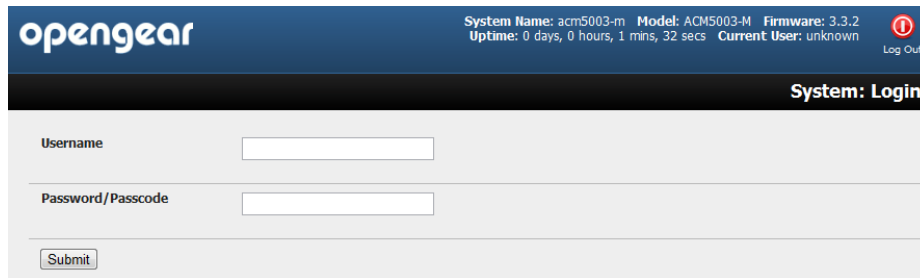 opengear
System Name: acm5003-m Model: ACM5003-M Firmware: 3.3.2
Uptime: 0 days, 0 hours, 1 mins, 32 secs Current User: unknown
Log Out
System: Login
Username
Password/Passcode
Submit